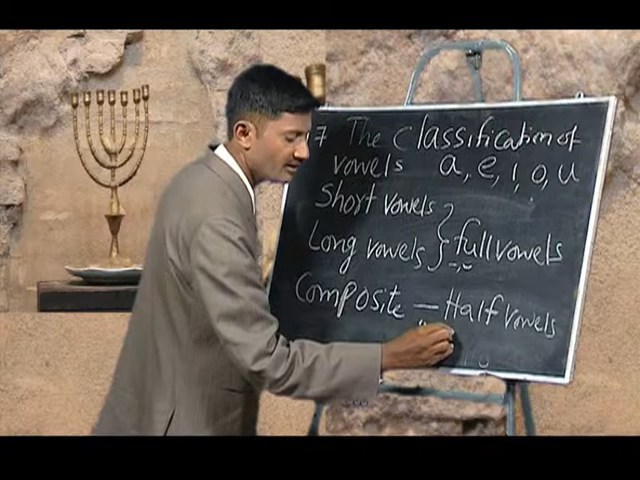 7 The Classification of
vowels a, e, i, o, u
Short vowels
Long vowels } full vowels
Composite — Half vowels